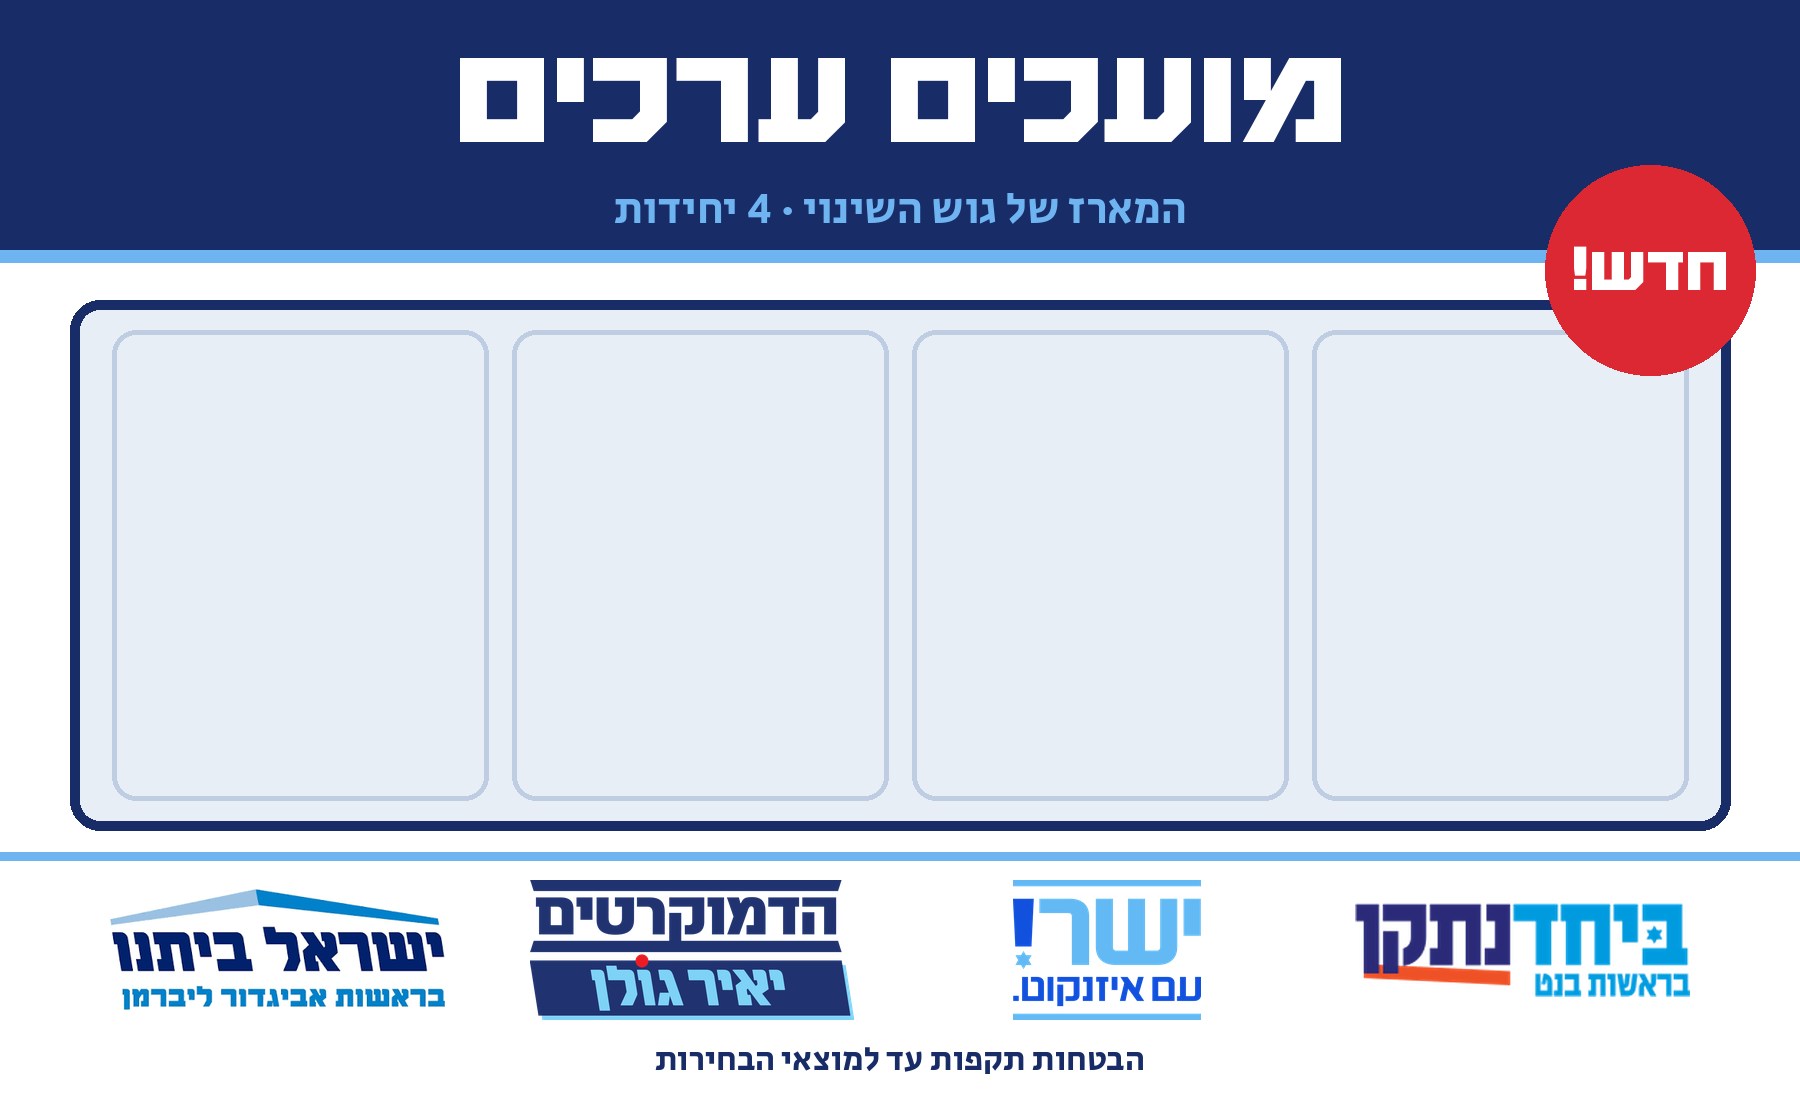 מועכים ערכים
המארז של גוש השינוי • 4 יחידות
חדש!
ביחד נתקן
בראשות בנט
ישר!
עם איזנקוט.
הדמוקרטים
יאיר גולן
ישראל ביתנו
בראשות אביגדור ליברמן
הבטחות תקפות עד למוצאי הבחירות